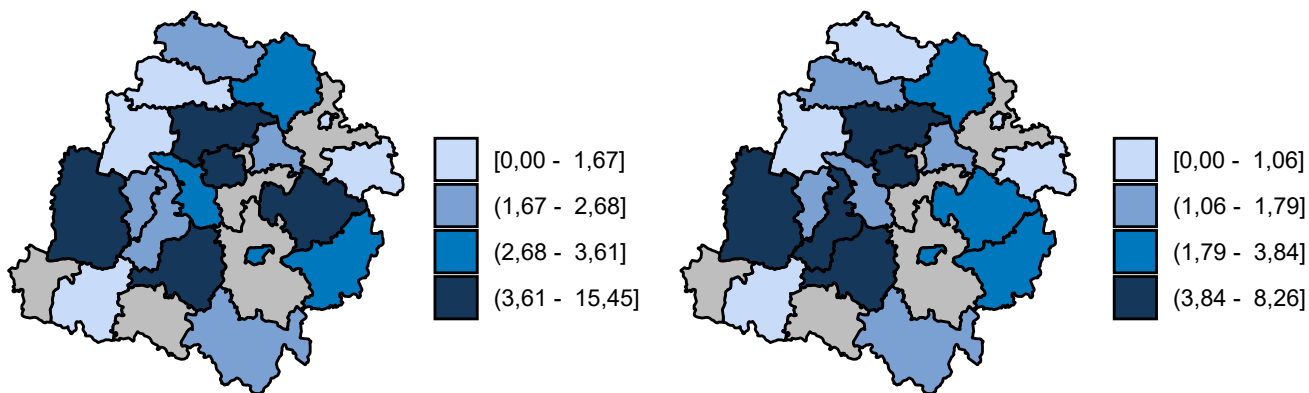 [0,00 - 1,67]
(1,67 - 2,68]
(2,68 - 3,61]
(3,61 - 15,45]
[0,00 - 1,06]
(1,06 - 1,79]
(1,79 - 3,84]
(3,84 - 8,26]